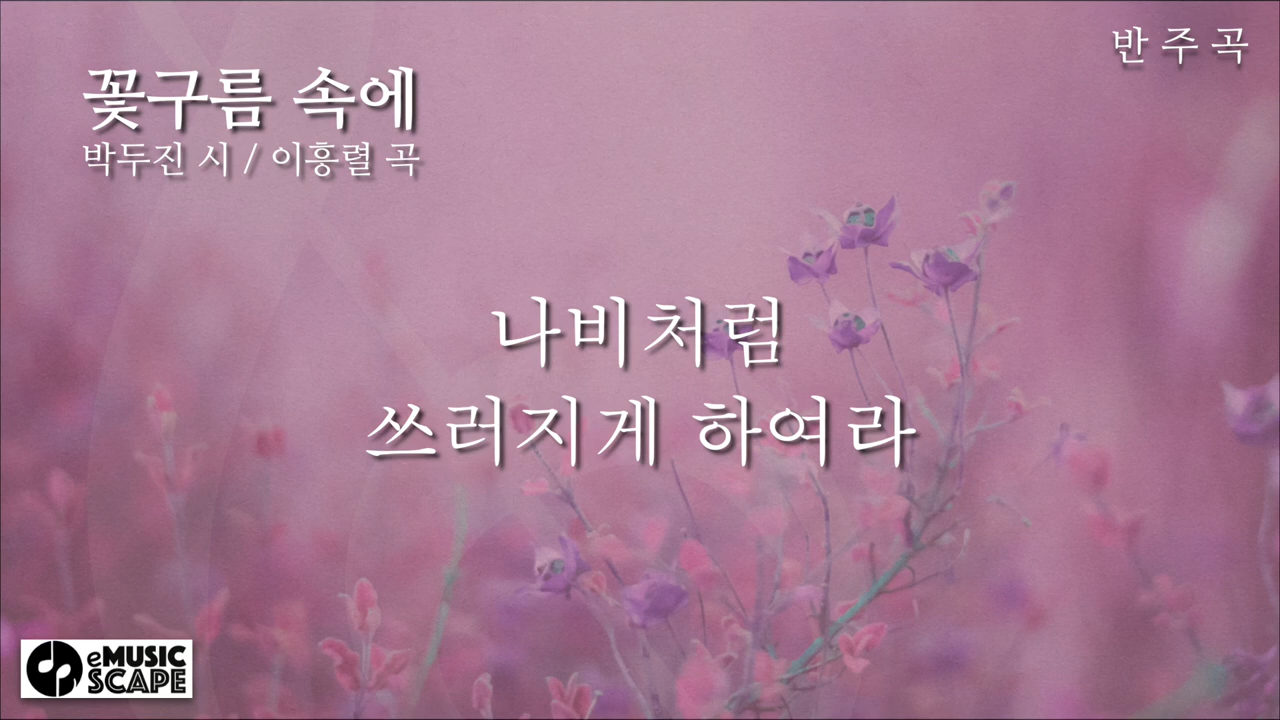 반 주 곡
꽃구름 속에
박두진 시 / 이흥렬 곡
나비처럼
쓰러지게 하여라
eMUSIC
SCAPE